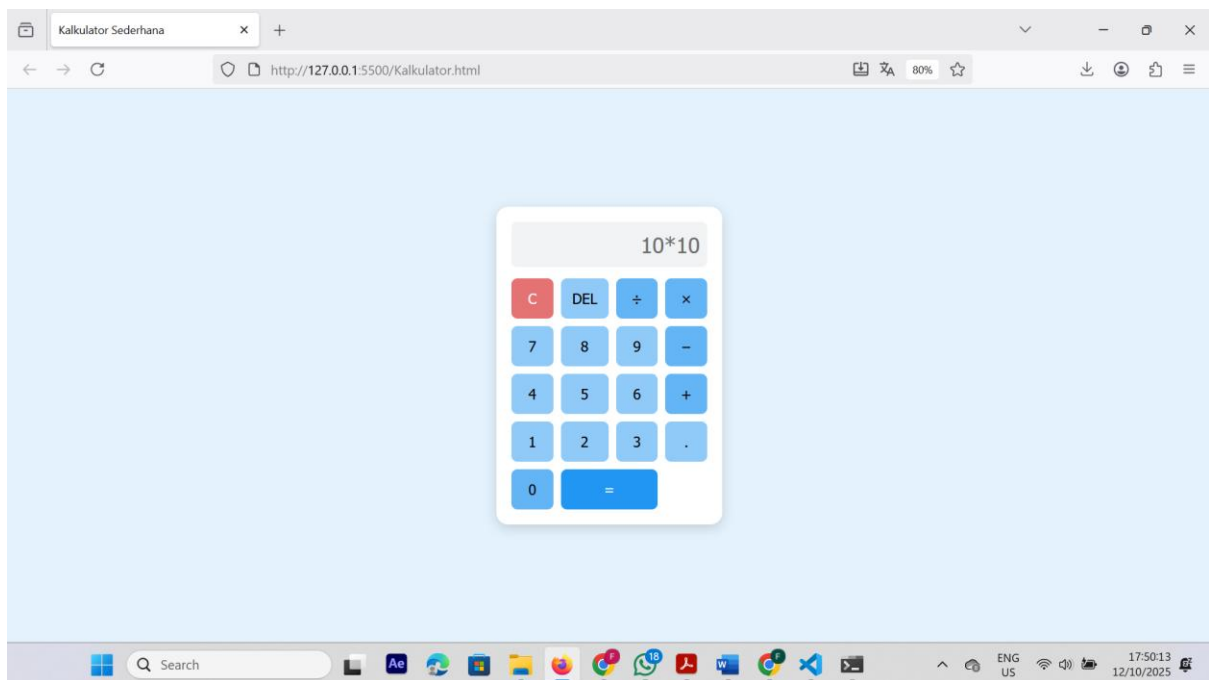 Kalkulator Sederhana
http://127.0.0.1:5500/Kalkulator.html
80%
10*10
C DEL ÷ ×
7 8 9 −
4 5 6 +
1 2 3 .
0 =
Search
Ae
F
18
W
F
ENG
US
17:50:13
12/10/2025